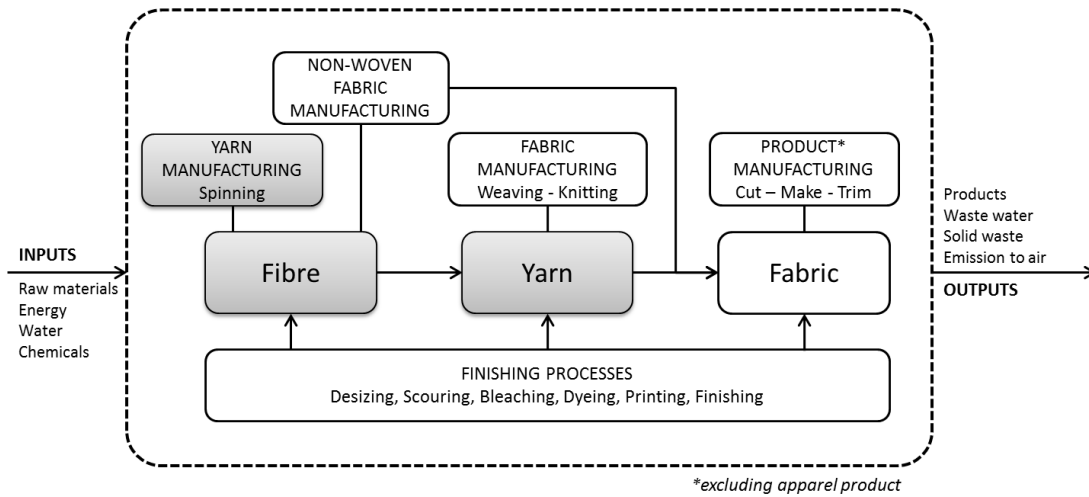 NON-WOVEN
FABRIC
MANUFACTURING
YARN
MANUFACTURING
Spinning
FABRIC
MANUFACTURING
Weaving - Knitting
PRODUCT*
MANUFACTURING
Cut – Make - Trim
INPUTS
Raw materials
Energy
Water
Chemicals
Fibre
Yarn
Fabric
Products
Waste water
Solid waste
Emission to air
OUTPUTS
FINISHING PROCESSES
Desizing, Scouring, Bleaching, Dyeing, Printing, Finishing
*excluding apparel product